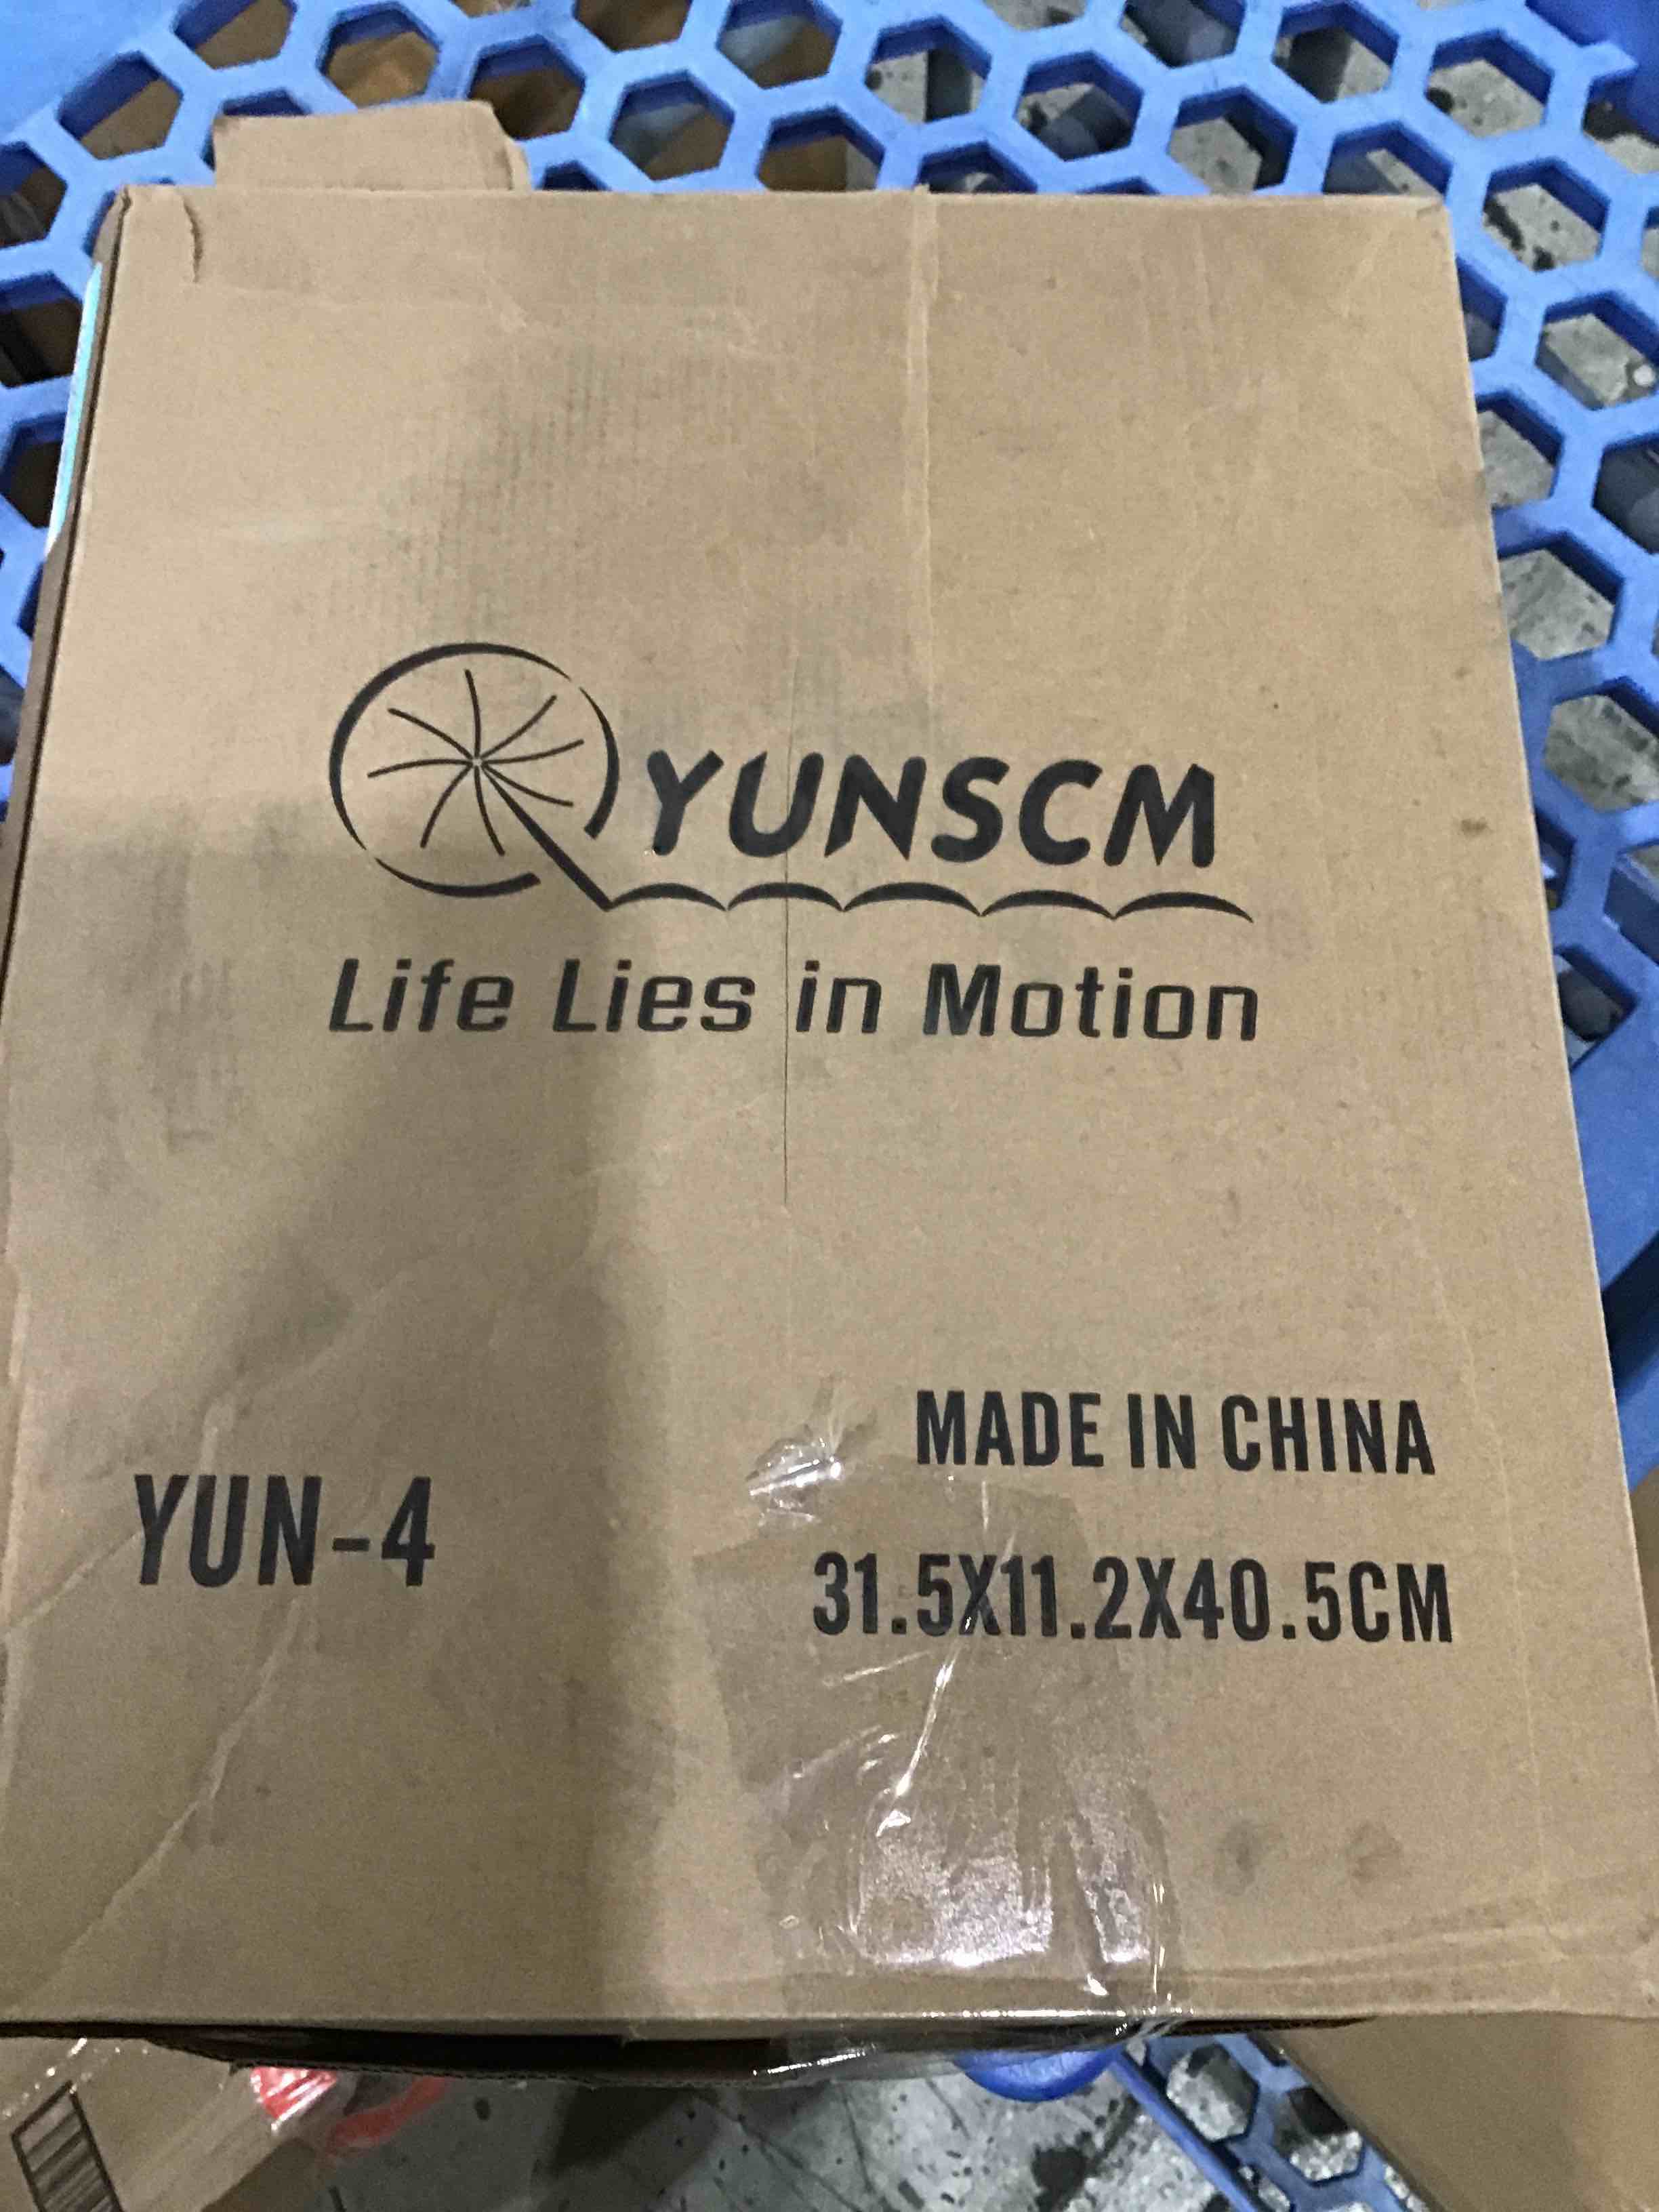 YUNSCM
Life Lies in Motion
MADE IN CHINA
YUN-4
31.5X11.2X40.5CM